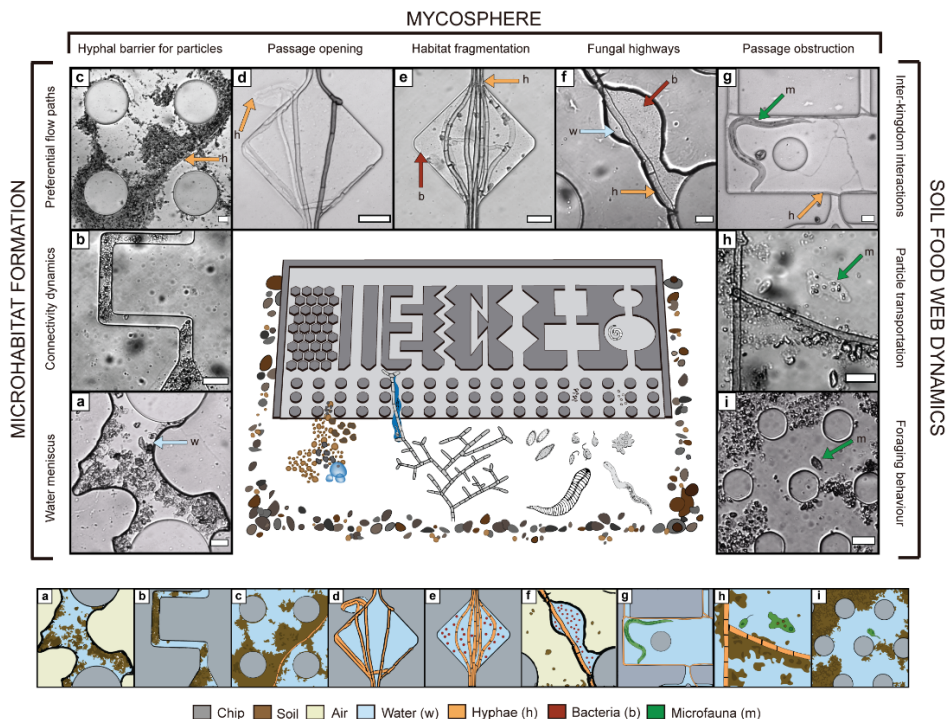 MYCOSPHERE
Hyphal barrier for particles
Passage opening
Habitat fragmentation
Fungal highways
Passage obstruction
MICROHABITAT FORMATION
Preferential flow paths
Connectivity dynamics
Water meniscus
SOIL FOOD WEB DYNAMICS
Inter-kingdom interactions
Particle transportation
Foraging behaviour
c
h
d
h
e
h
b
f
b
w
h
g
m
h
b
h
m
a
w
i
m
a
b
c
d
e
f
g
h
i
Chip
Soil
Air
Water (w)
Hyphae (h)
Bacteria (b)
Microfauna (m)